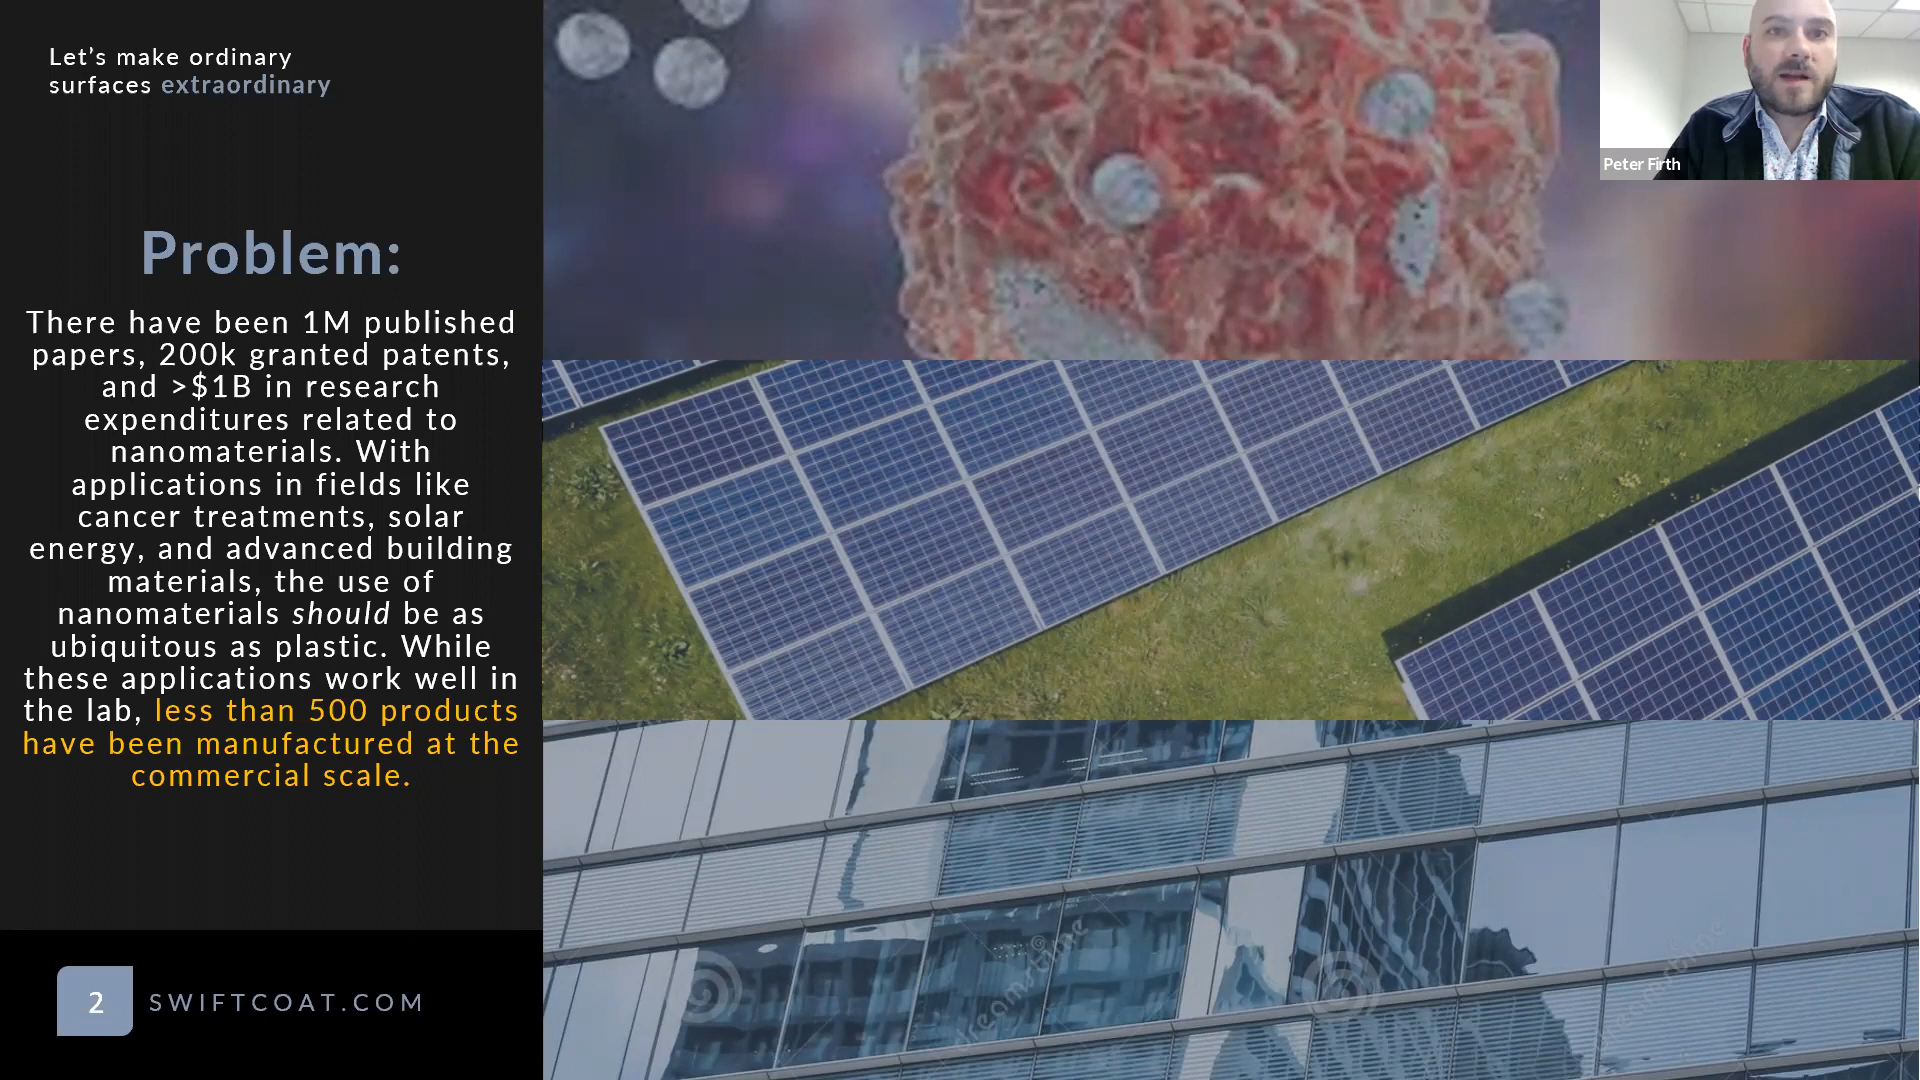 Let’s make ordinary
surfaces extraordinary
Peter Firth
Problem:
There have been 1M published
papers, 200k granted patents,
and >$1B in research
expenditures related to
nanomaterials. With
applications in fields like
cancer treatments, solar
energy, and advanced building
materials, the use of
nanomaterials should be as
ubiquitous as plastic. While
these applications work well in
the lab, less than 500 products
have been manufactured at the
commercial scale.
dreamstime
dreamstime
2 SWIFTCOAT.COM